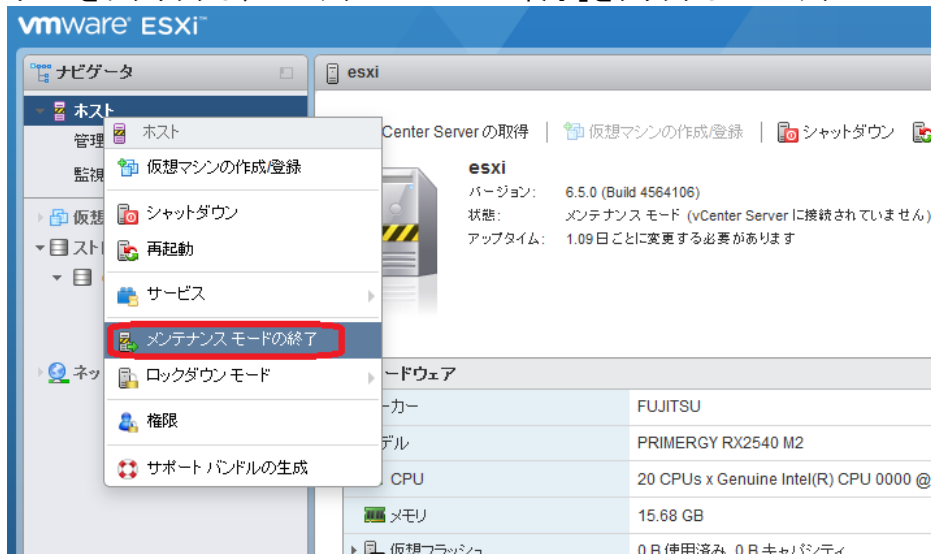 vmware ESXi™
ナビゲータ
esxi
ホスト
管理
監視
仮想
ホスト
仮想マシンの作成/登録
シャットダウン
再起動
サービス
メンテナンス モードの終了
ロックダウン モード
権限
サポート バンドルの生成
Center Server の取得 | 仮想マシンの作成/登録 | シャットダウン
esxi
バージョン: 6.5.0 (Build 4564106)
状態: メンテナンス モード (vCenter Server に接続されていません)
アップタイム: 1.09 日ごとに変更する必要があります
ードウェア
ーカー FUJITSU
デル PRIMERGY RX2540 M2
CPU 20 CPUs x Genuine Intel(R) CPU 0000 @
メモリ 15.68 GB
仮想フラッシュ 0 B 使用済み, 0 B キャパシティ